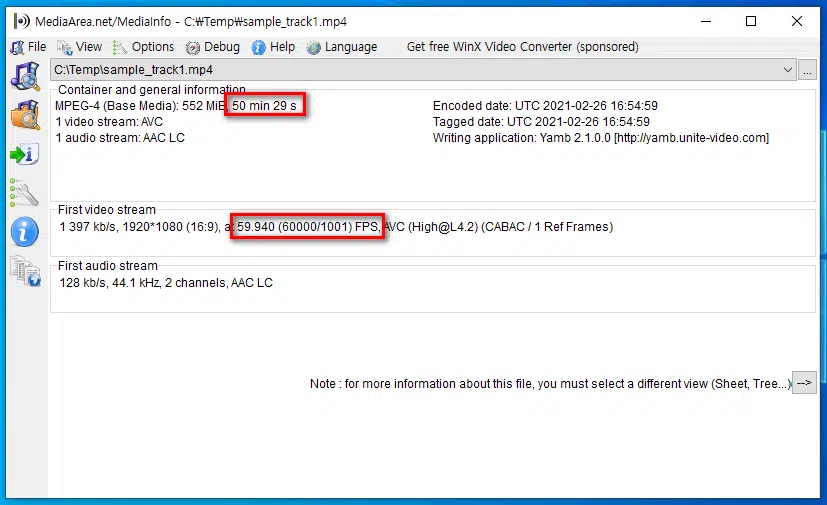 MediaArea.net/MediaInfo - C:₩Temp₩sample_track1.mp4
File View Options Debug Help Language Get free WinX Video Converter (sponsored)
C:\Temp\sample_track1.mp4
...
Container and general information
MPEG-4 (Base Media): 552 MiB, 50 min 29 s
Encoded date: UTC 2021-02-26 16:54:59
1 video stream: AVC
Tagged date: UTC 2021-02-26 16:54:59
1 audio stream: AAC LC
Writing application: Yamb 2.1.0.0 [http://yamb.unite-video.com]
First video stream
1 397 kb/s, 1920*1080 (16:9), at 59.940 (60000/1001) FPS, AVC (High@L4.2) (CABAC / 1 Ref Frames)
First audio stream
128 kb/s, 44.1 kHz, 2 channels, AAC LC
Note : for more information about this file, you must select a different view (Sheet, Tree...)
-->